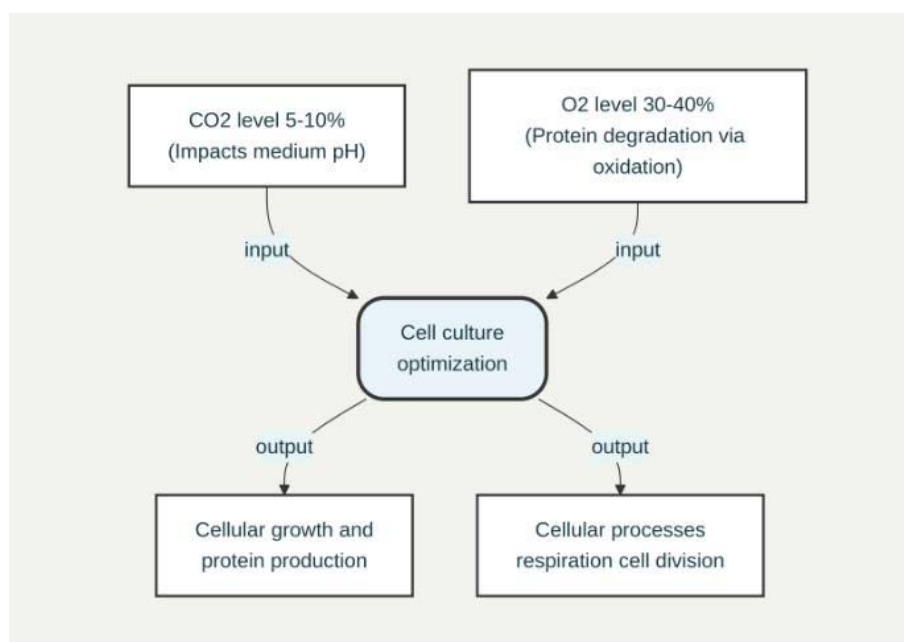 CO2 level 5-10%
(Impacts medium pH)
O2 level 30-40%
(Protein degradation via
oxidation)
input
input
Cell culture
optimization
output
output
Cellular growth and
protein production
Cellular processes
respiration cell division